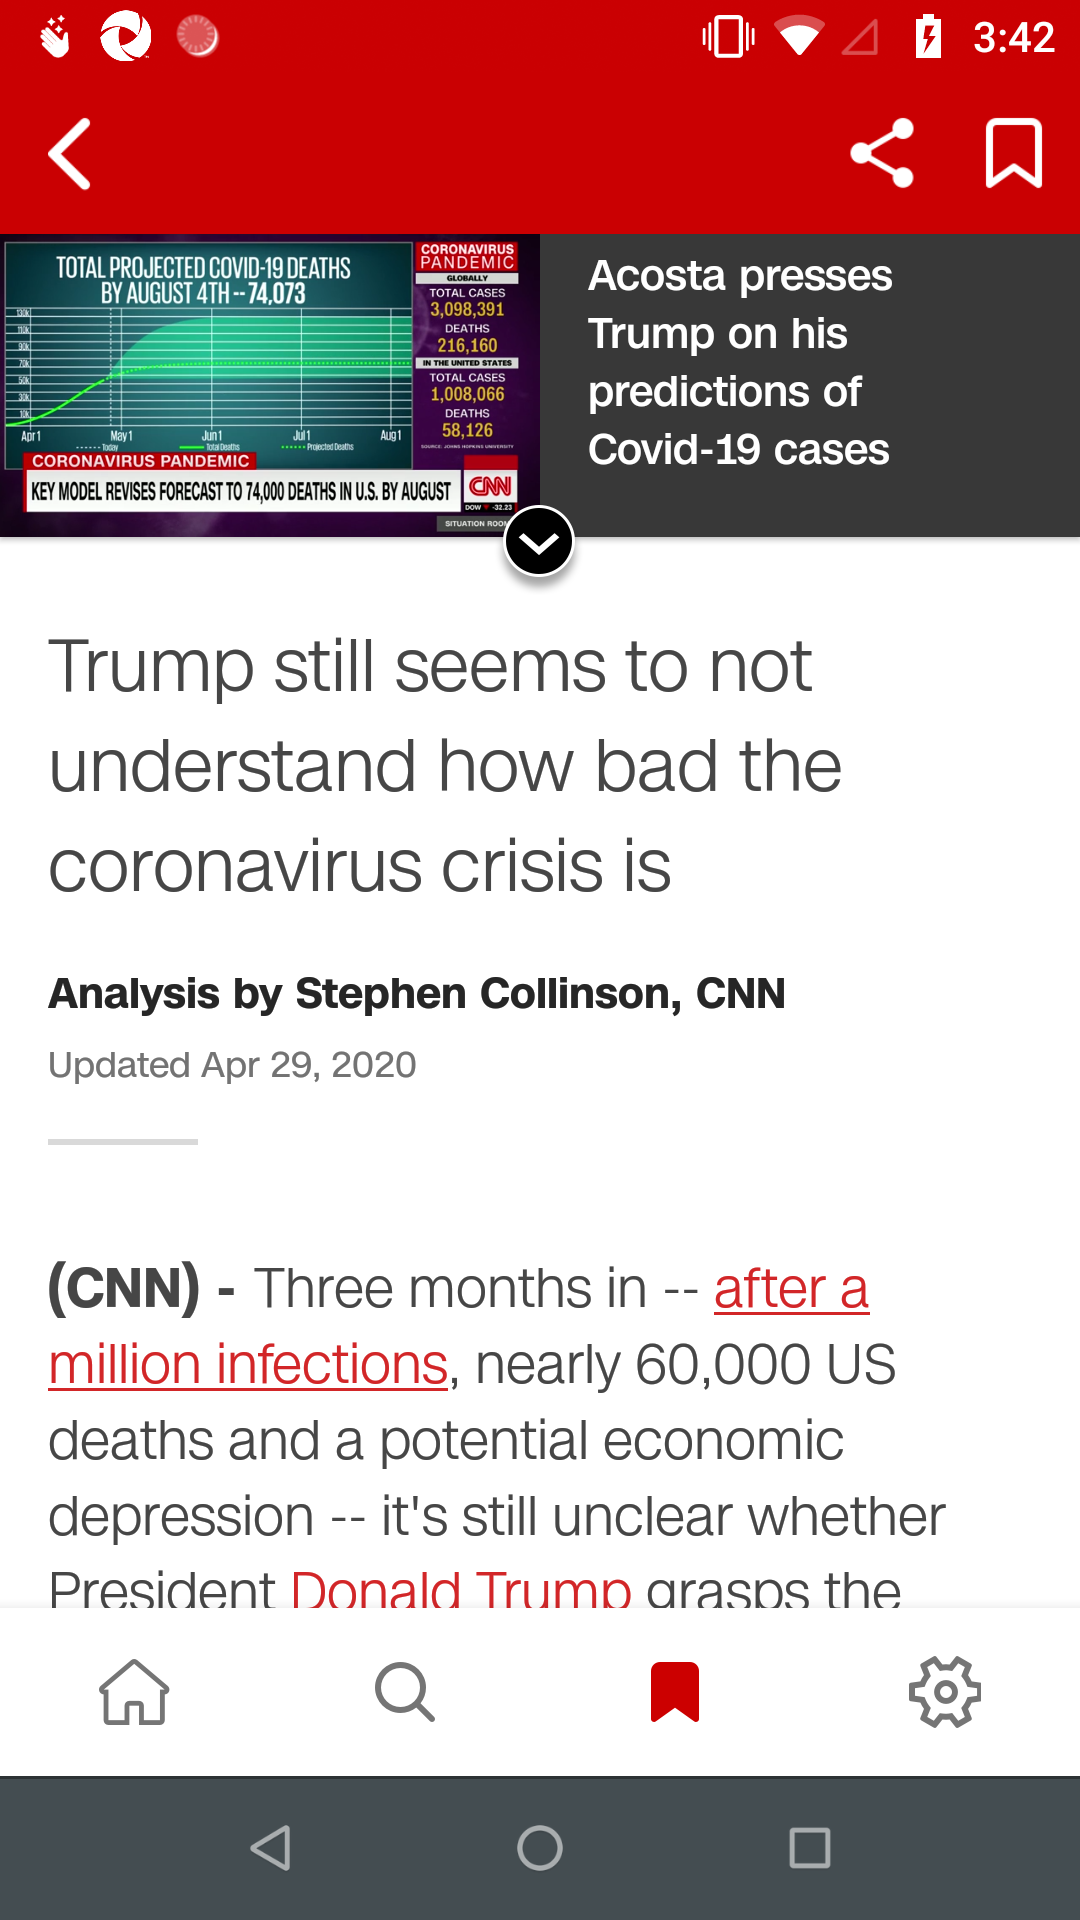 3:42
TOTAL PROJECTED COVID-19 DEATHS
BY AUGUST 4TH -- 74,073
130k
110k
90k
70k
50k
30k
10k
Apr 1 May 1 Jun 1 Jul 1 Aug 1
Today Total Deaths Projected Deaths
CORONAVIRUS
PANDEMIC
GLOBALLY
TOTAL CASES
3,098,391
DEATHS
216,160
IN THE UNITED STATES
TOTAL CASES
1,008,066
DEATHS
58,126
SOURCE: JOHNS HOPKINS UNIVERSITY
CORONAVIRUS PANDEMIC
KEY MODEL REVISES FORECAST TO 74,000 DEATHS IN U.S. BY AUGUST
CNN
DOW -32.23
SITUATION
Acosta presses
Trump on his
predictions of
Covid-19 cases
Trump still seems to not
understand how bad the
coronavirus crisis is
Analysis by Stephen Collinson, CNN
Updated Apr 29, 2020
(CNN) - Three months in -- after a
million infections, nearly 60,000 US
deaths and a potential economic
depression -- it's still unclear whether
President Donald Trump grasps the